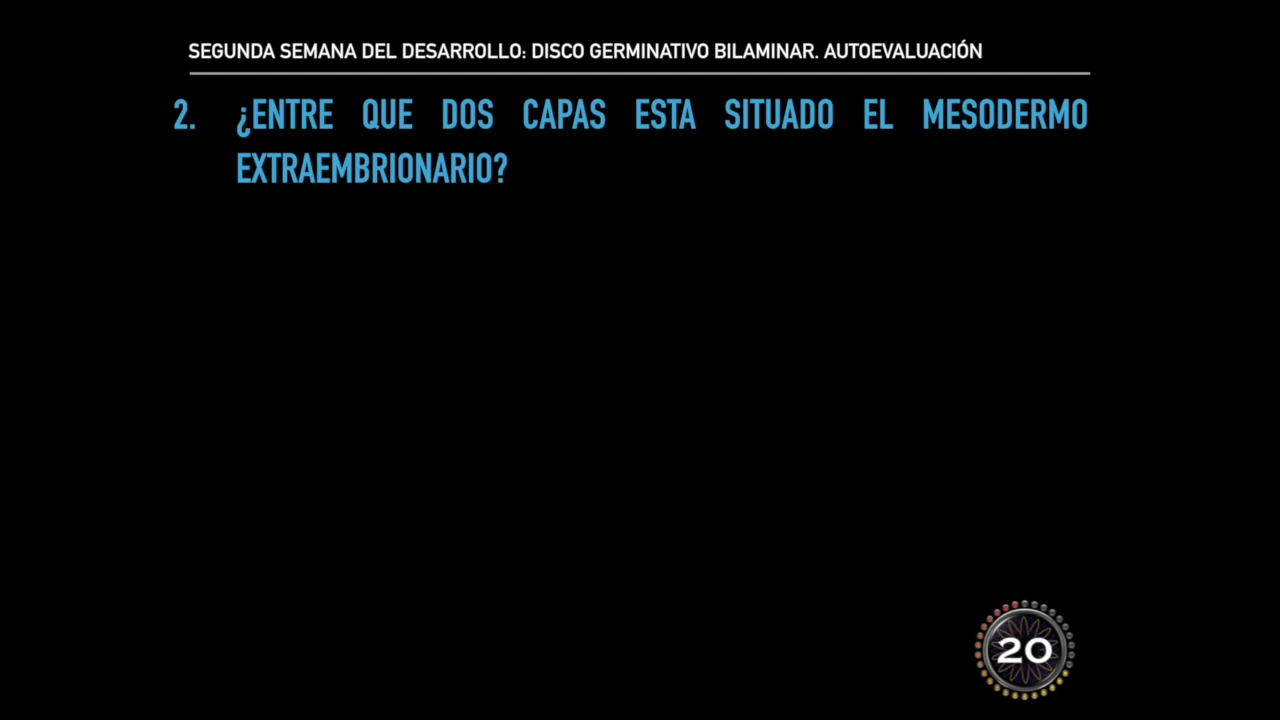 SEGUNDA SEMANA DEL DESARROLLO: DISCO GERMINATIVO BILAMINAR. AUTOEVALUACIÓN
2. ¿ENTRE QUE DOS CAPAS ESTA SITUADO EL MESODERMO
EXTRAEMBRIONARIO?
20